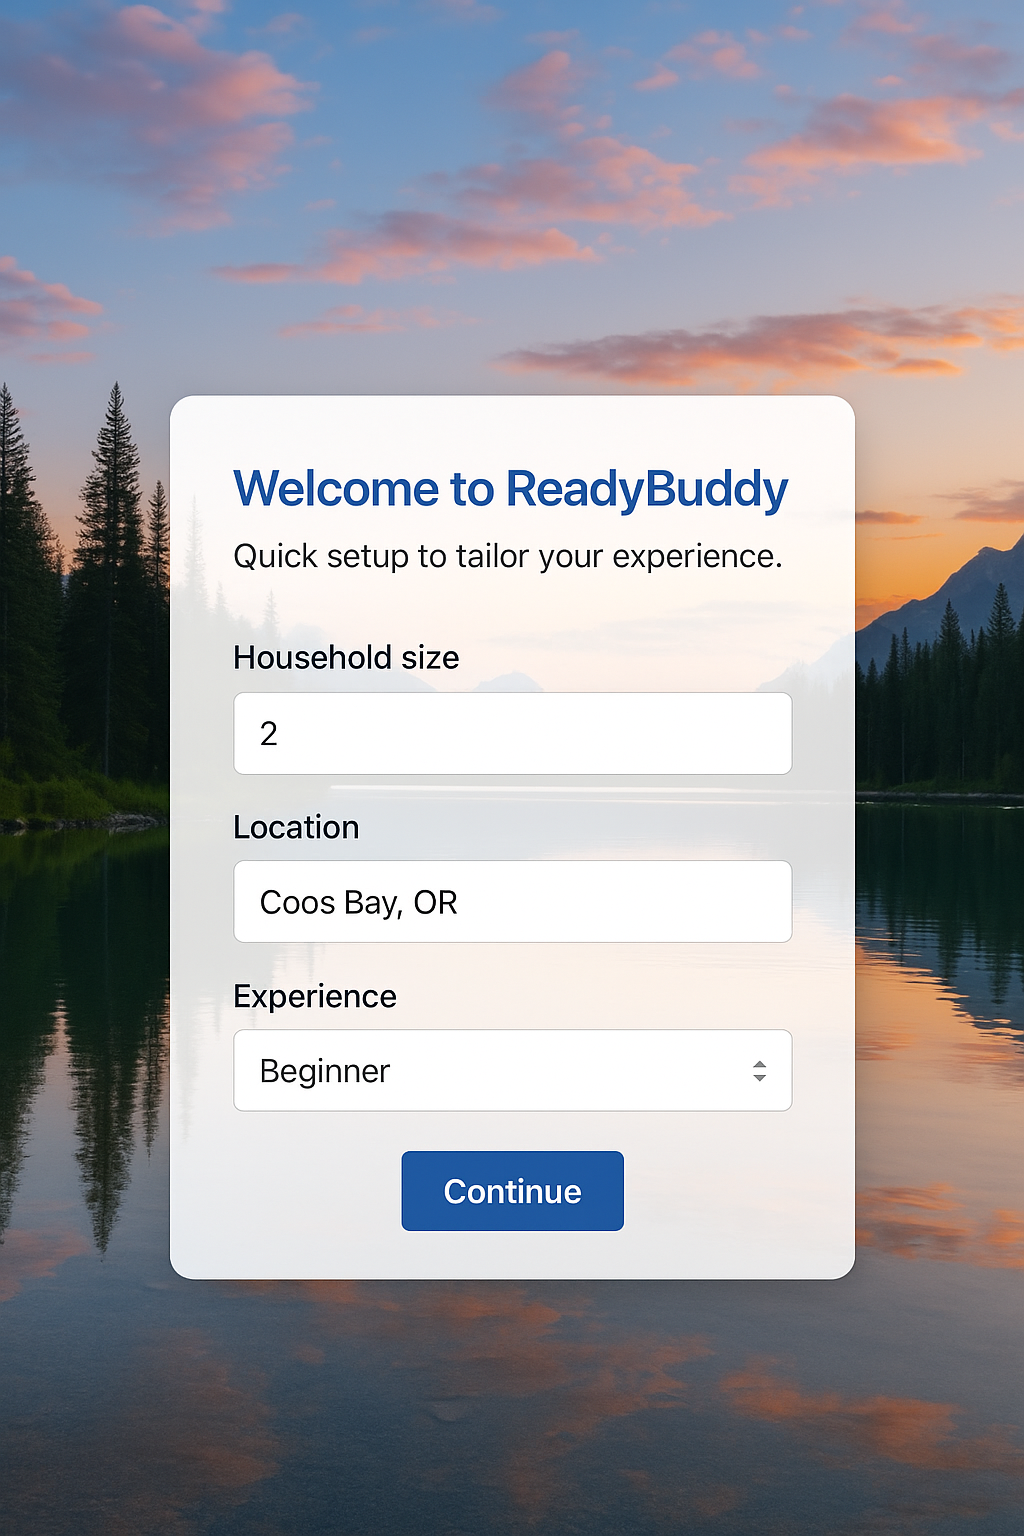 Welcome to ReadyBuddy
Quick setup to tailor your experience.
Household size
2
Location
Coos Bay, OR
Experience
Beginner
Continue